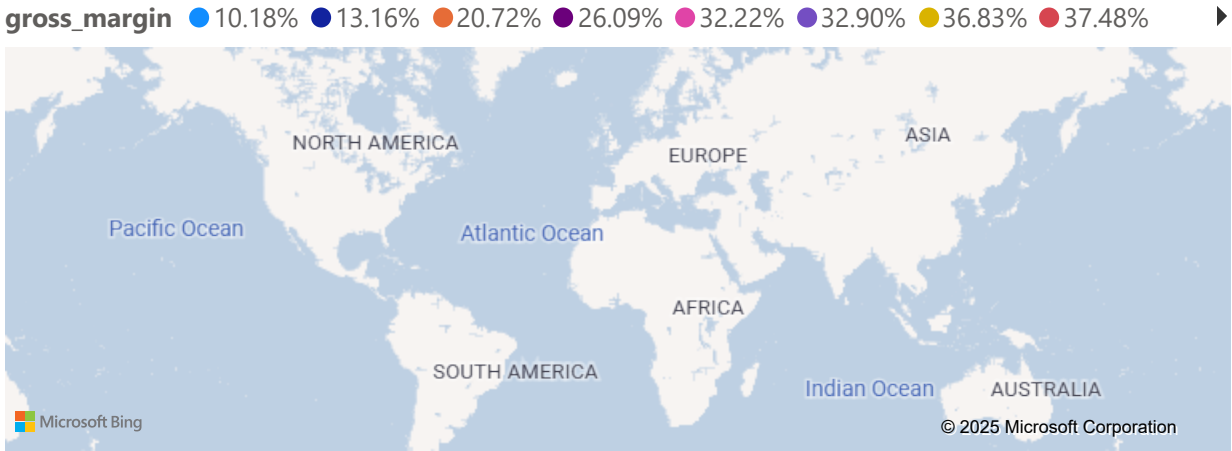 gross_margin 10.18% 13.16% 20.72% 26.09% 32.22% 32.90% 36.83% 37.48%
NORTH AMERICA
ASIA
EUROPE
Pacific Ocean
Atlantic Ocean
AFRICA
SOUTH AMERICA
Indian Ocean
AUSTRALIA
Microsoft Bing
© 2025 Microsoft Corporation